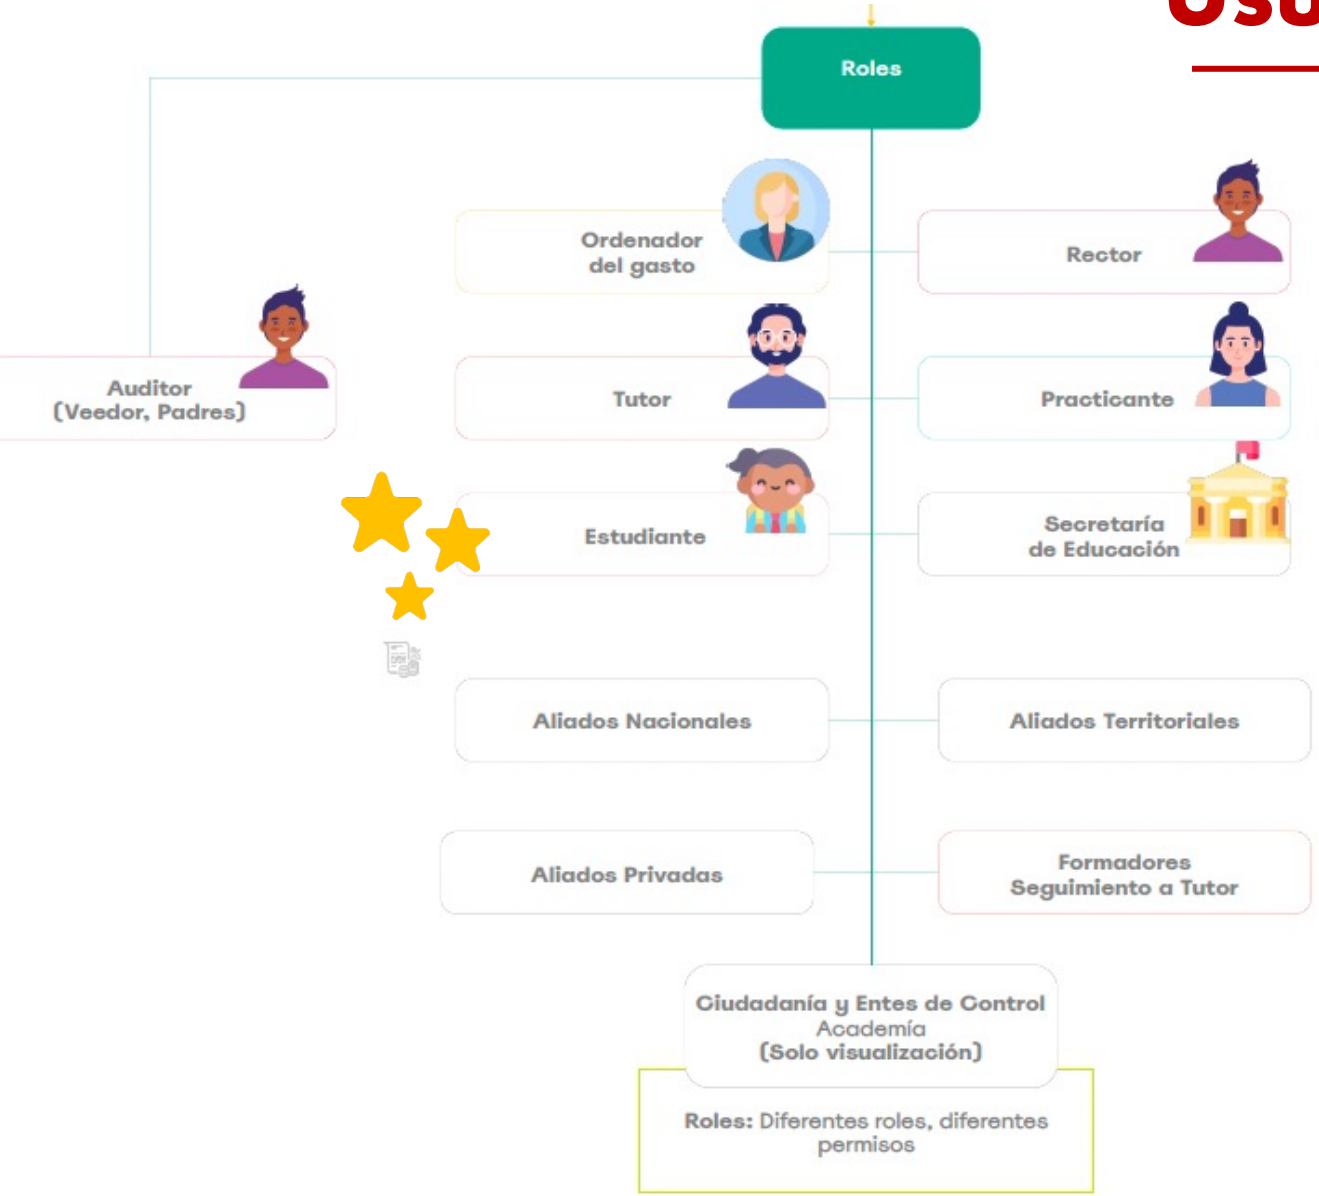 Roles
Ordenador
del gasto
Rector
Auditor
(Veedor, Padres)
Tutor
Practicante
Estudiante
Secretaría
de Educación
Aliados Nacionales
Aliados Territoriales
Aliados Privadas
Formadores
Seguimiento a Tutor
Ciudadanía y Entes de Control
Academía
(Solo visualización)
Roles: Diferentes roles, diferentes
permisos